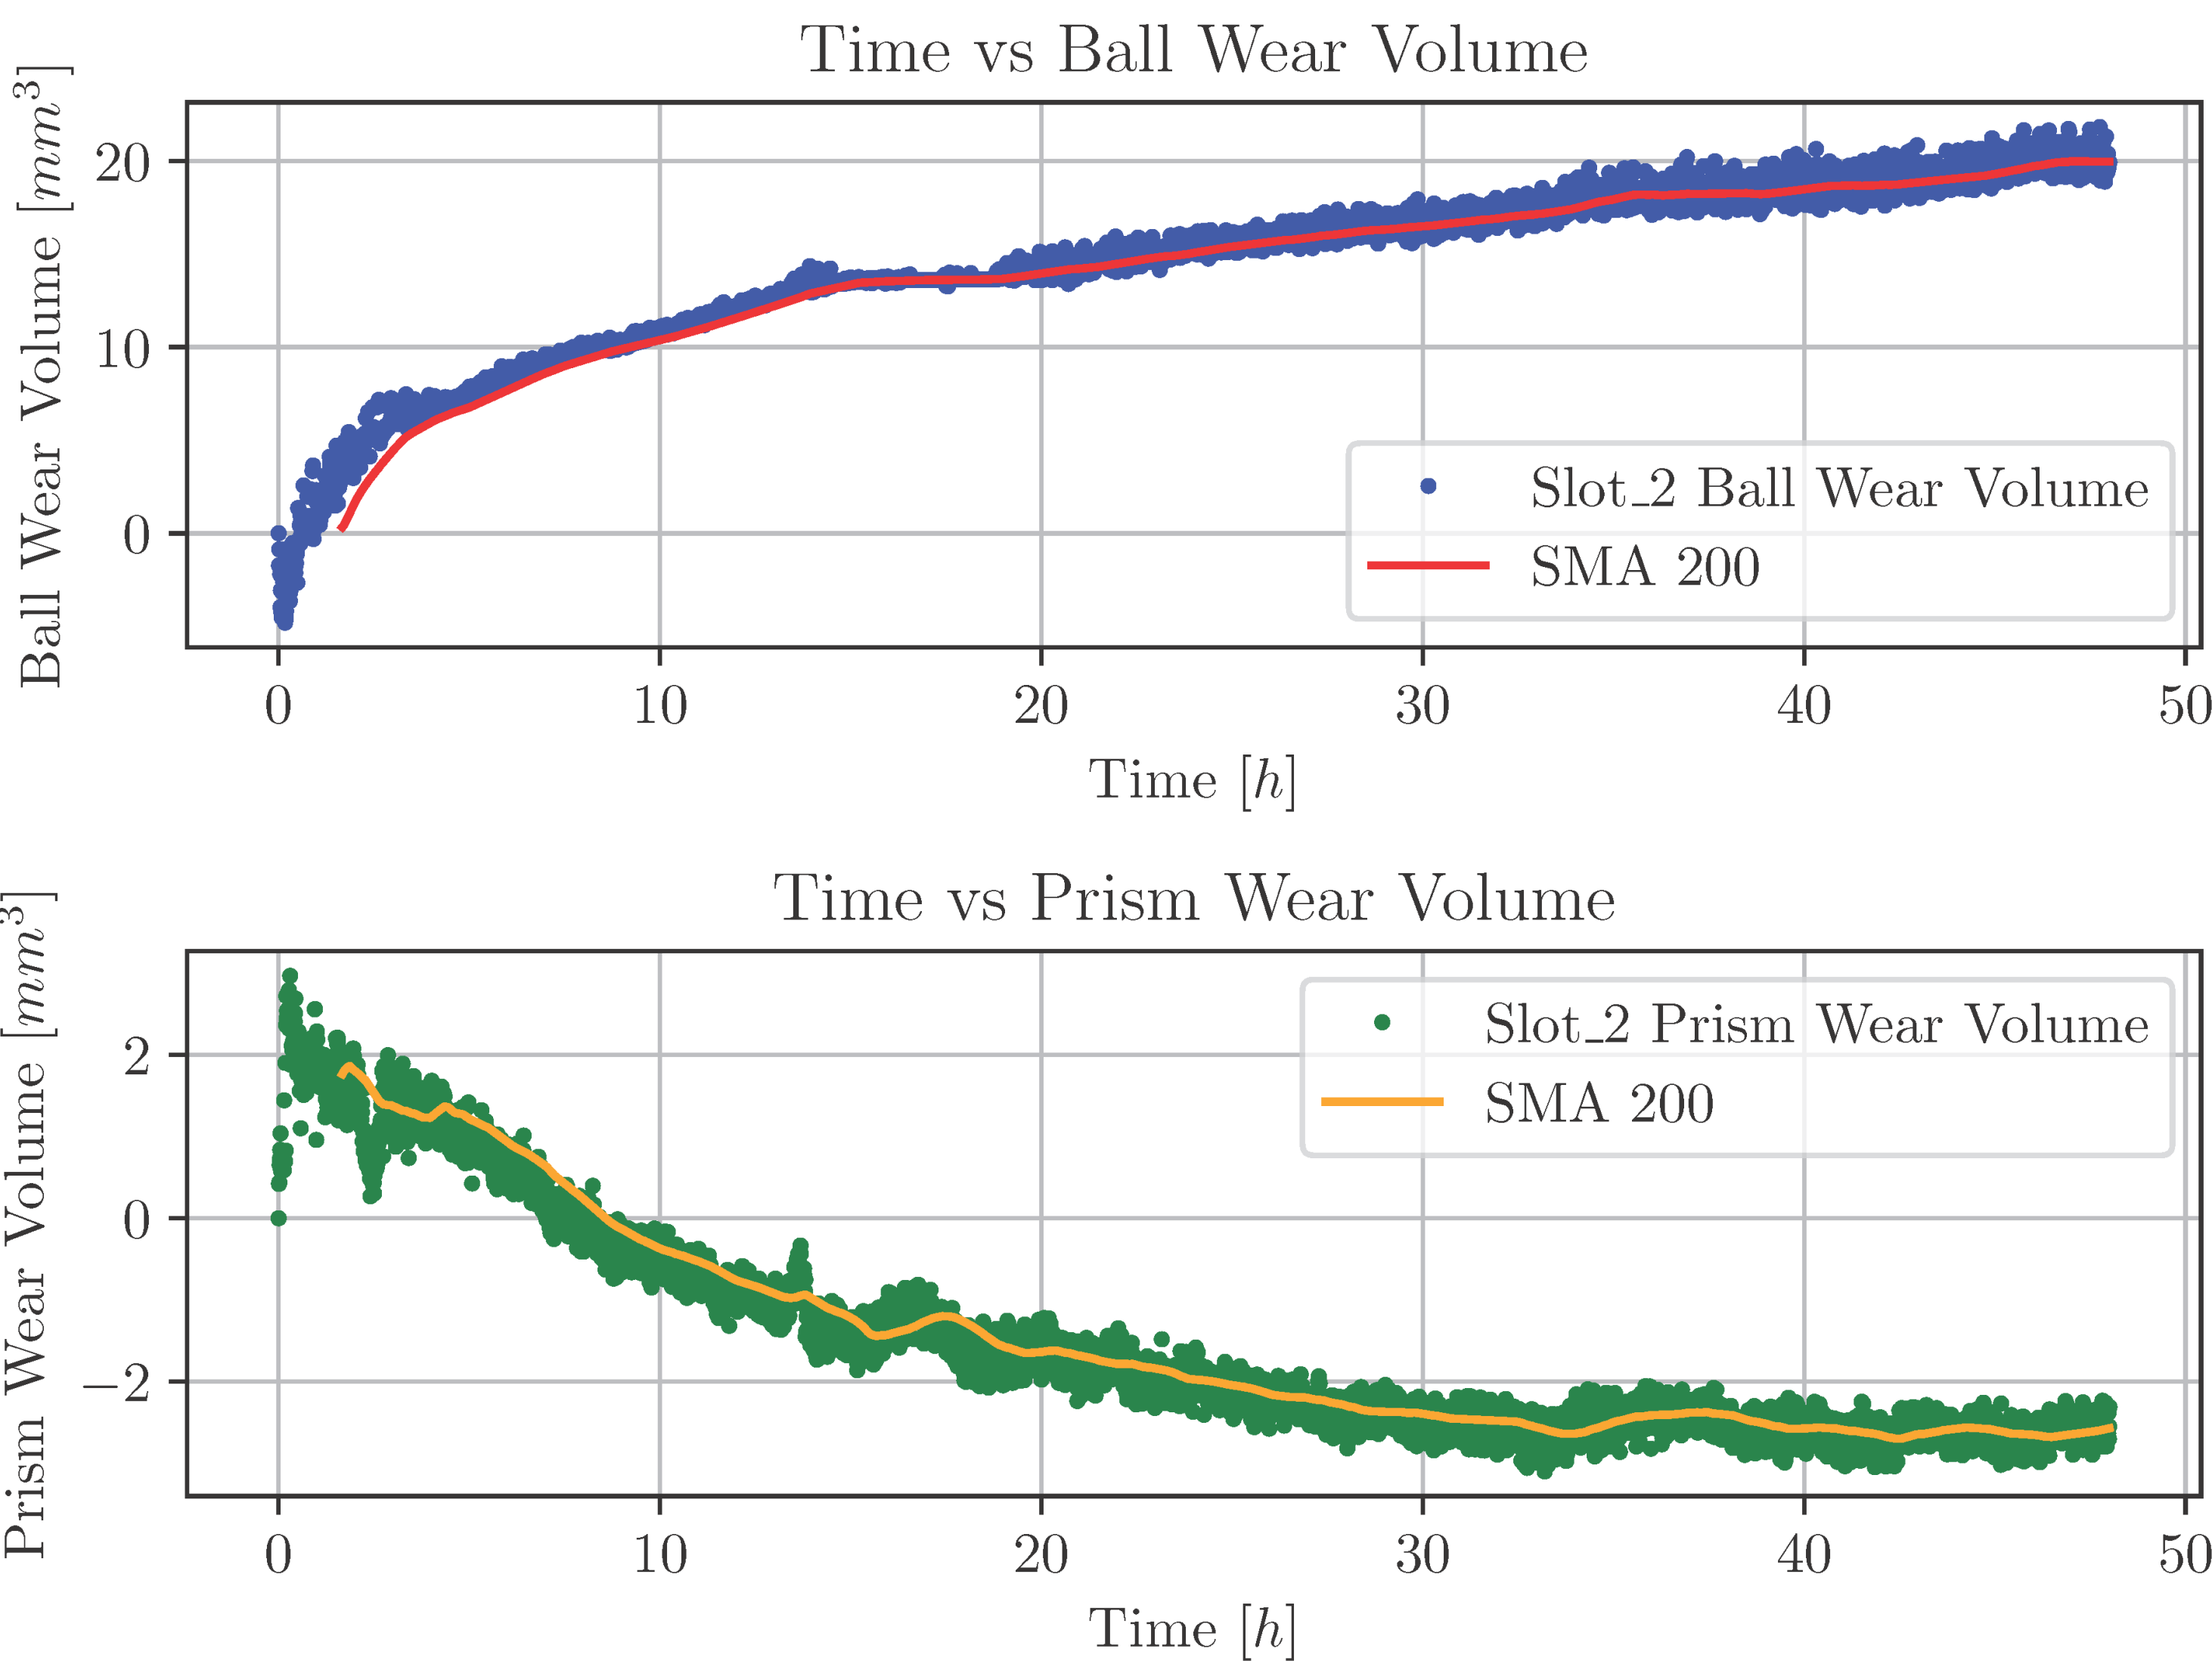 Time vs Ball Wear Volume
Ball Wear Volume [mm³]
20
10
0
Slot_2 Ball Wear Volume
SMA 200
0 10 20 30 40 50
Time [h]
Time vs Prism Wear Volume
Prism Wear Volume [mm³]
2
0
−2
Slot_2 Prism Wear Volume
SMA 200
0 10 20 30 40 50
Time [h]